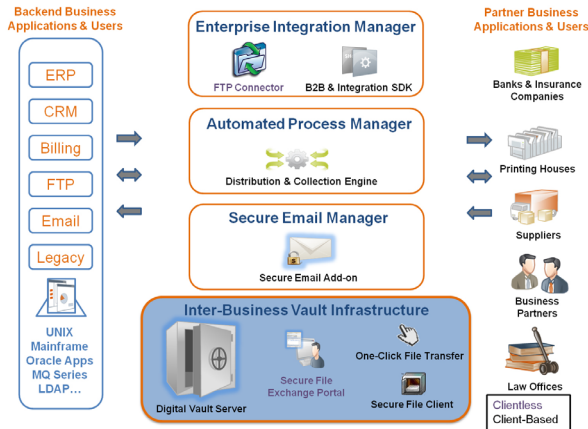 Backend Business
Applications & Users
ERP
CRM
Billing
FTP
Email
Legacy
UNIX
Mainframe
Oracle Apps
MQ Series
LDAP...
Enterprise Integration Manager
FTP Connector
B2B & Integration SDK
Automated Process Manager
Distribution & Collection Engine
Secure Email Manager
Secure Email Add-on
Inter-Business Vault Infrastructure
Digital Vault Server
Secure File
Exchange Portal
One-Click File Transfer
Secure File Client
Partner Business
Applications & Users
Banks & Insurance
Companies
Printing Houses
Suppliers
Business
Partners
Law Offices
Clientless
Client-Based